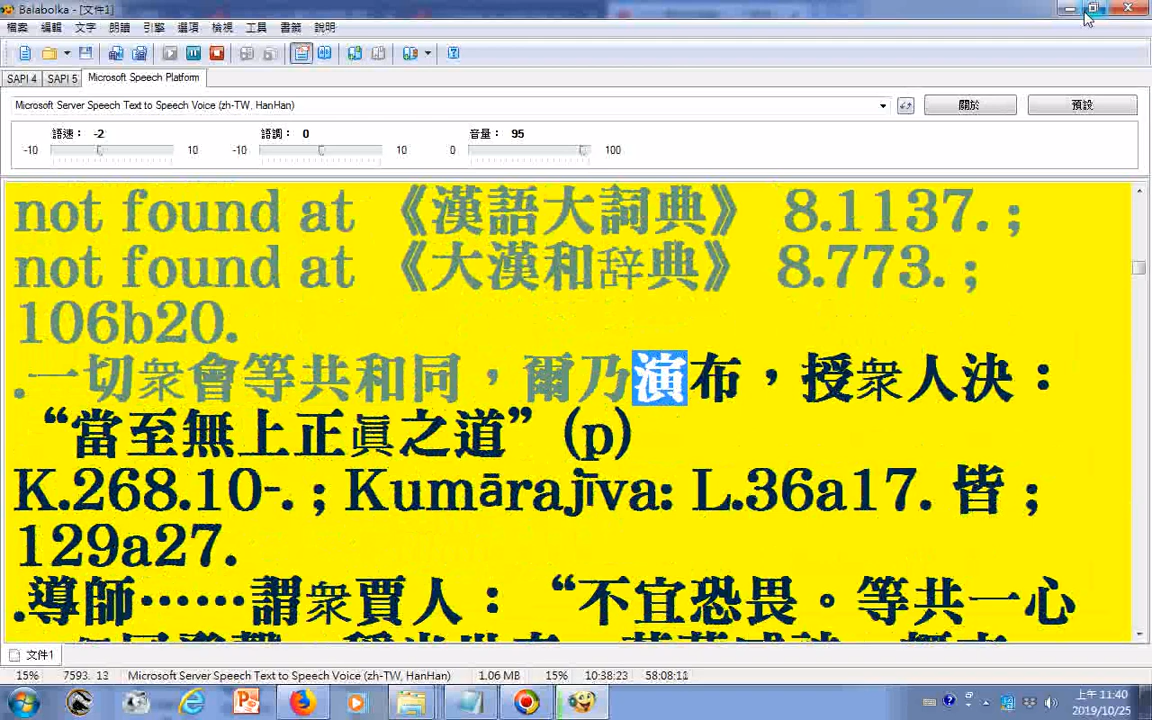 Balabolka - [文件1]
檔案 編輯 文字 朗讀 引擎 選項 檢視 工具 書籤 說明
SAPI 4 SAPI 5 Microsoft Speech Platform
Microsoft Server Speech Text to Speech Voice (zh-TW, HanHan) 關於 預設
語速： -2 語調： 0 音量： 95
-10 10 -10 10 0 100
not found at 《漢語大詞典》 8.1137. ;
not found at 《大漢和辞典》 8.773. ;
106b20.
.一切衆會等共和同，爾乃演布，授衆人決：
“當至無上正眞之道” (p)
K.268.10-. ; Kumārajīva: L.36a17. 皆 ;
129a27.
.導師……謂衆賈人： “不宜恐畏。等共一心
文件1
15% 7593: 13 Microsoft Server Speech Text to Speech Voice (zh-TW, HanHan) 1.06 MB 15% 10:38:23 58:08:11
上午 11:40
2019/10/25